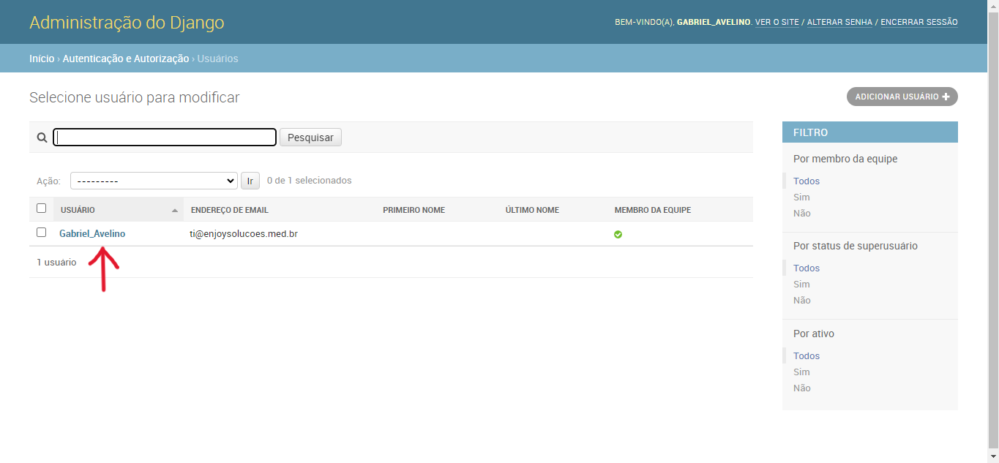 Administração do Django
BEM-VINDO(A), GABRIEL_AVELINO. VER O SITE / ALTERAR SENHA / ENCERRAR SESSÃO
Início › Autenticação e Autorização › Usuários
Selecione usuário para modificar
ADICIONAR USUÁRIO +
Pesquisar
Ação: --------- Ir 0 de 1 selecionados
USUÁRIO ENDEREÇO DE EMAIL PRIMEIRO NOME ÚLTIMO NOME MEMBRO DA EQUIPE
Gabriel_Avelino ti@enjoysolucoes.med.br
1 usuário
FILTRO
Por membro da equipe
Todos
Sim
Não
Por status de superusuário
Todos
Sim
Não
Por ativo
Todos
Sim
Não